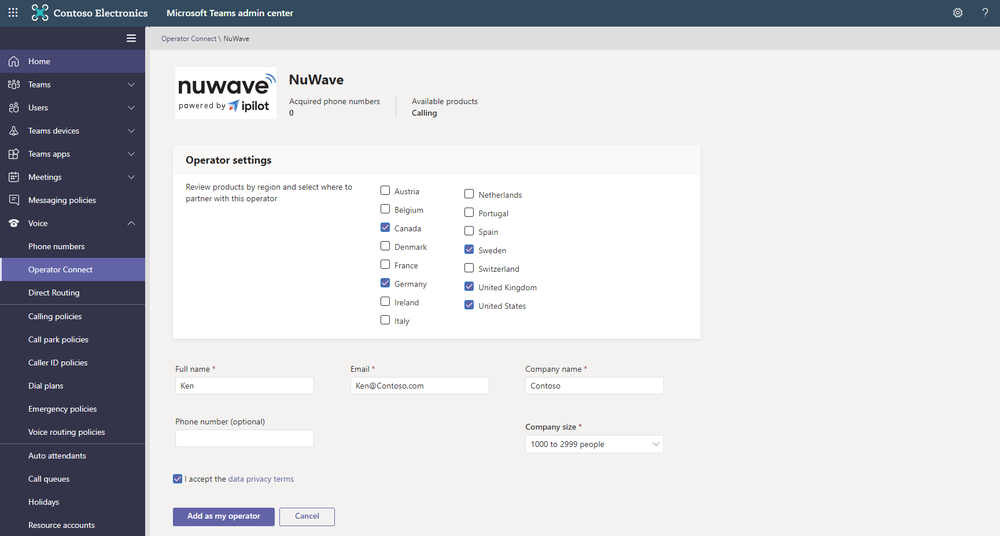 Contoso Electronics
Microsoft Teams admin center
?
Home
Teams
Users
Teams devices
Teams apps
Meetings
Messaging policies
Voice
Phone numbers
Operator Connect
Direct Routing
Calling policies
Call park policies
Caller ID policies
Dial plans
Emergency policies
Voice routing policies
Auto attendants
Call queues
Holidays
Resource accounts
Operator Connect \ NuWave
nuwave
powered by ipilot
NuWave
Acquired phone numbers
0
Available products
Calling
Operator settings
Review products by region and select where to
partner with this operator
Austria
Belgium
Canada
Denmark
France
Germany
Ireland
Italy
Netherlands
Portugal
Spain
Sweden
Switzerland
United Kingdom
United States
Full name *
Ken
Email *
Ken@Contoso.com
Company name *
Contoso
Phone number (optional)
Company size *
1000 to 2999 people
I accept the data privacy terms
Add as my operator
Cancel